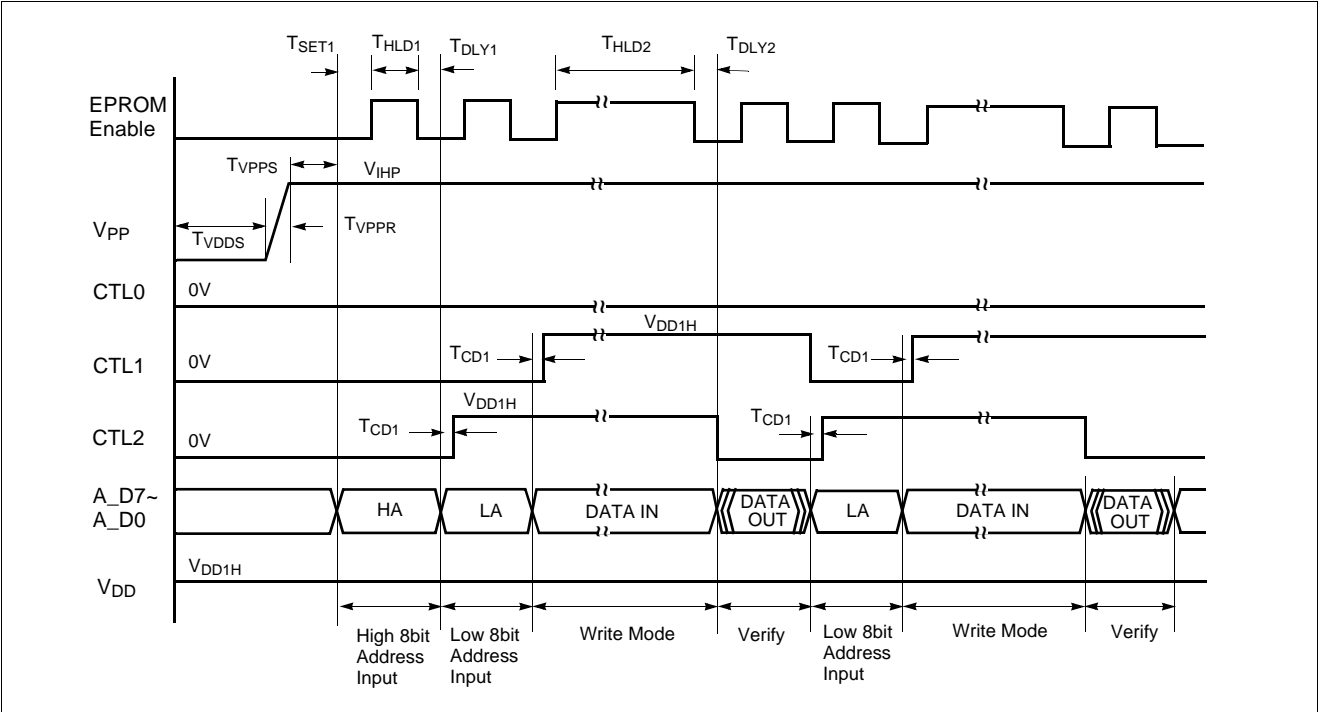 TSET1 THLD1 TDLY1 THLD2 TDLY2
EPROM
Enable
TVPPS VIHP
VPP TVDDS TVPPR
CTL0 0V
VDD1H
CTL1 0V TCD1 TCD1
VDD1H
CTL2 0V TCD1 TCD1
A_D7~
A_D0
HA LA DATA IN DATA
OUT LA DATA IN DATA
OUT
VDD1H
VDD
High 8bit
Address
Input
Low 8bit
Address
Input
Write Mode
Verify
Low 8bit
Address
Input
Write Mode
Verify